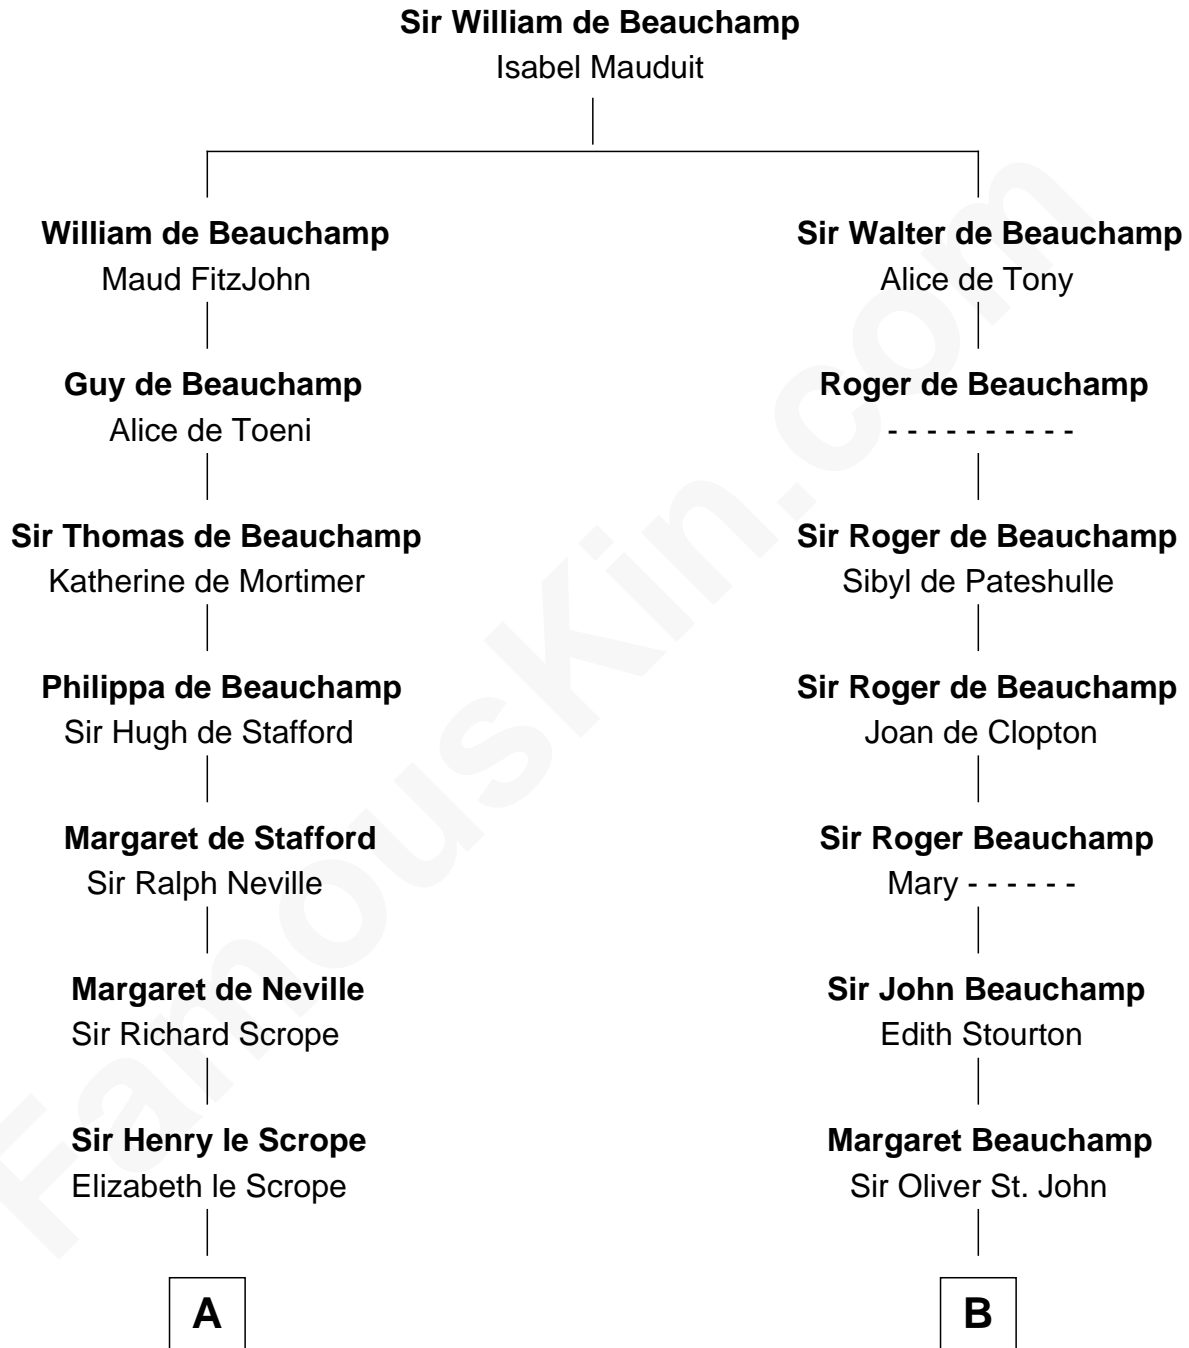 Sir William de Beauchamp
Isabel Mauduit
William de Beauchamp
Maud FitzJohn
Sir Walter de Beauchamp
Alice de Tony
Guy de Beauchamp
Alice de Toeni
Roger de Beauchamp
- - - - - - - - - -
Sir Thomas de Beauchamp
Katherine de Mortimer
Sir Roger de Beauchamp
Sibyl de Pateshulle
Philippa de Beauchamp
Sir Hugh de Stafford
Sir Roger de Beauchamp
Joan de Clopton
Margaret de Stafford
Sir Ralph Neville
Sir Roger Beauchamp
Mary - - - - - -
Margaret de Neville
Sir Richard Scrope
Sir John Beauchamp
Edith Stourton
Sir Henry le Scrope
Elizabeth le Scrope
Margaret Beauchamp
Sir Oliver St. John
A
B
FamousKin.com